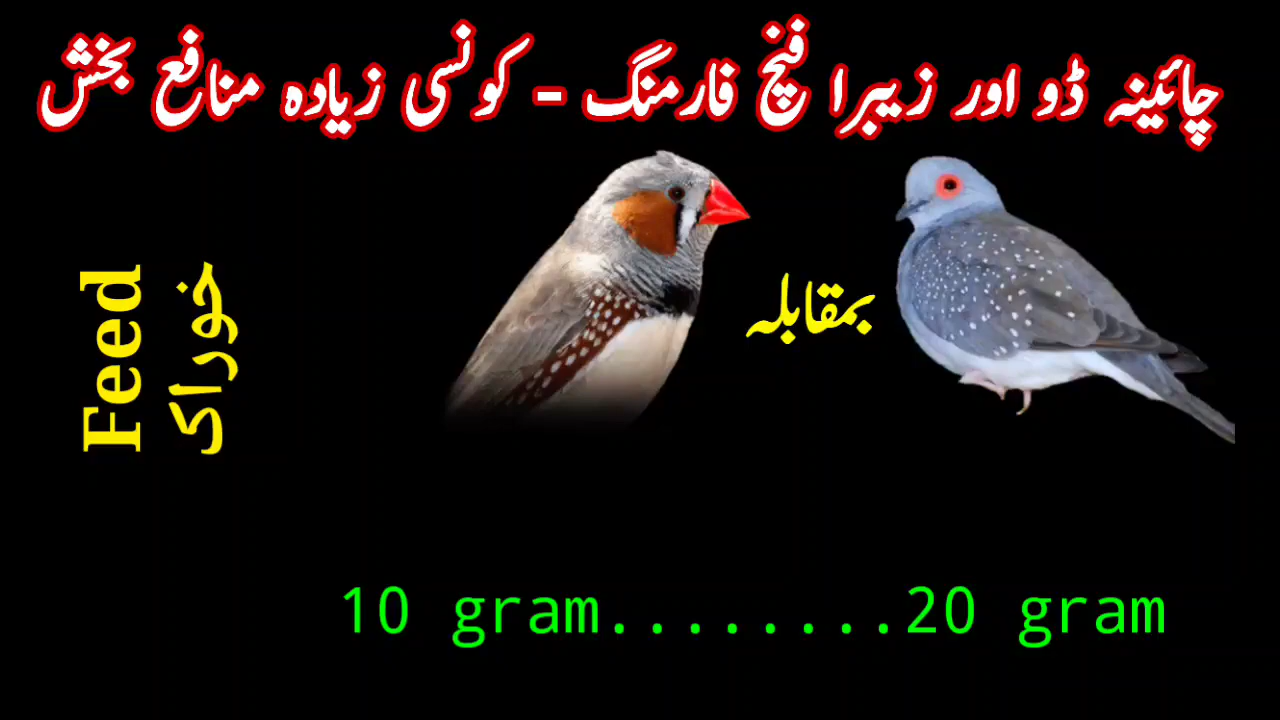 چائینہ ڈو اور زیبرا فنچ فارمنگ - کونسی زیادہ منافع بخش
Feed
خوراک
بمقابلہ
10 gram........20 gram